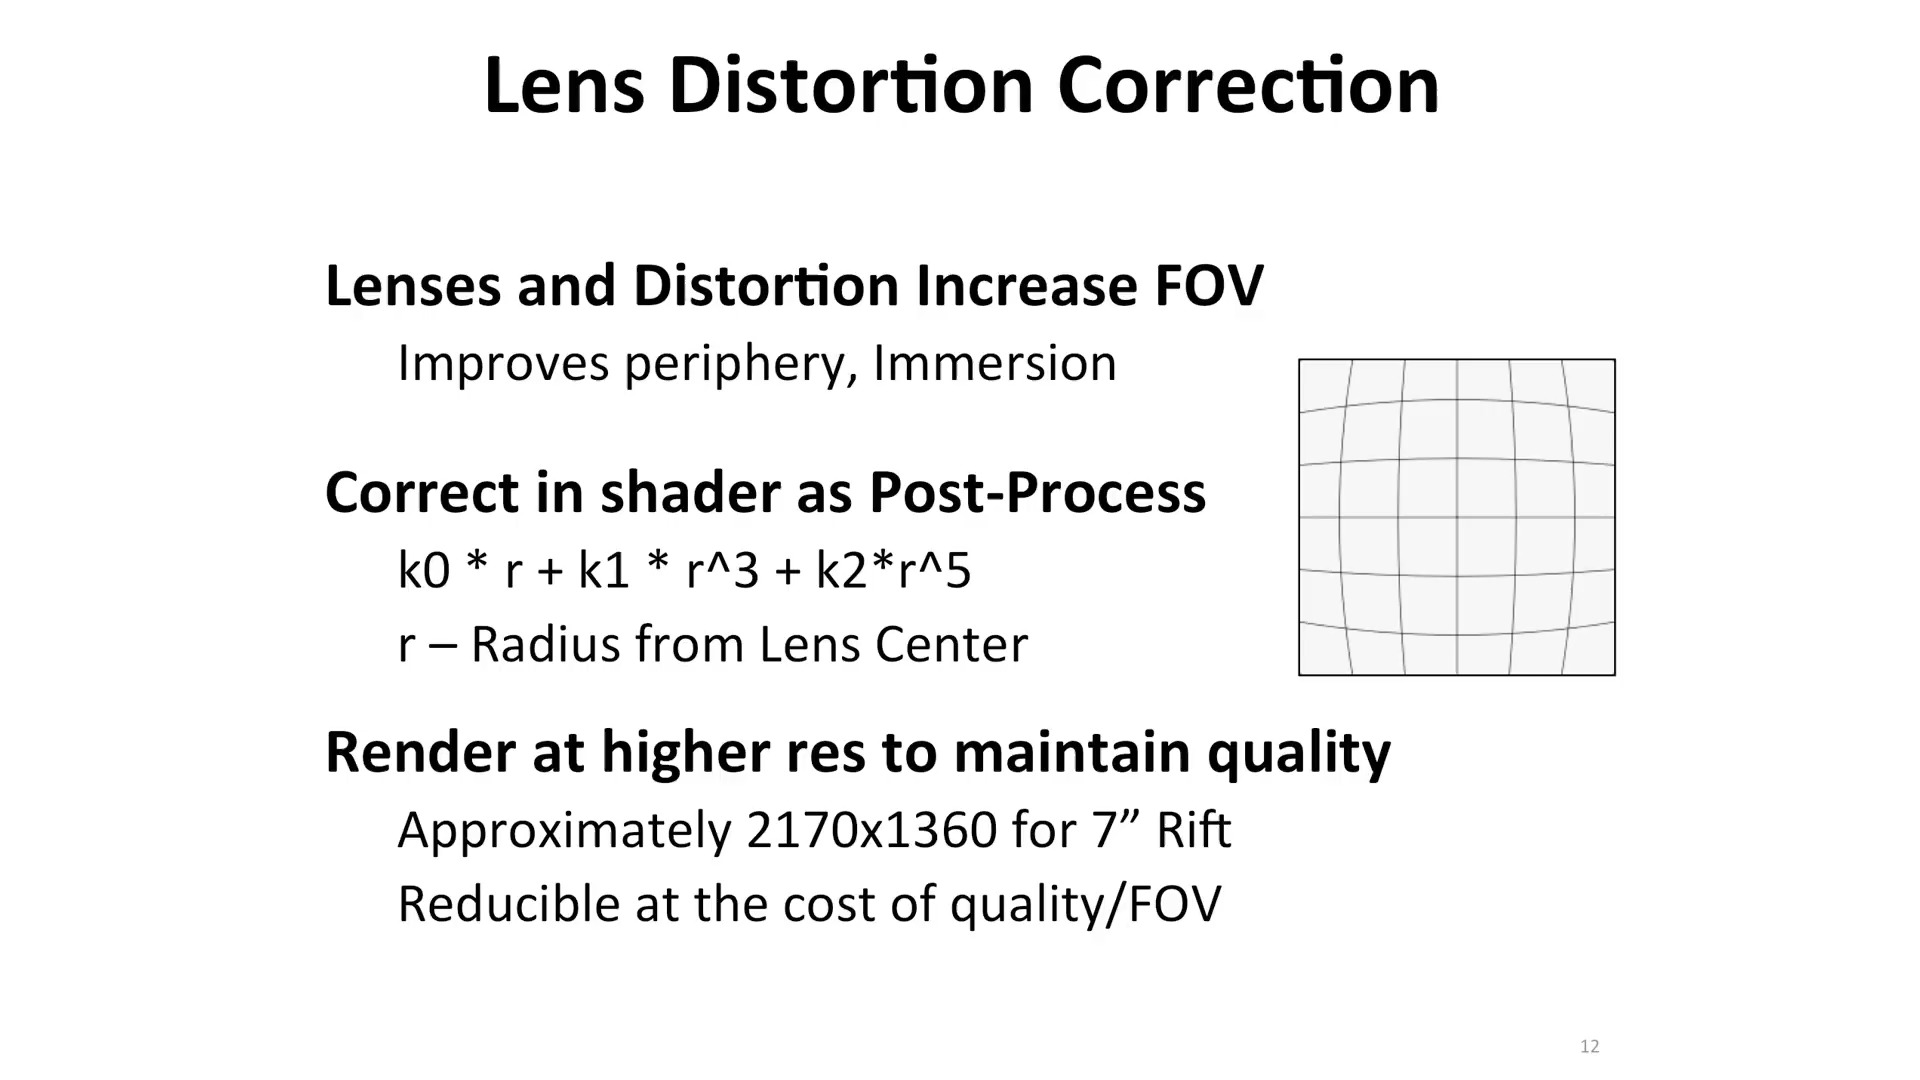 Lens Distortion Correction
Lenses and Distortion Increase FOV
Improves periphery, Immersion
Correct in shader as Post-Process
k0 * r + k1 * r^3 + k2*r^5
r – Radius from Lens Center
Render at higher res to maintain quality
Approximately 2170x1360 for 7” Rift
Reducible at the cost of quality/FOV
12